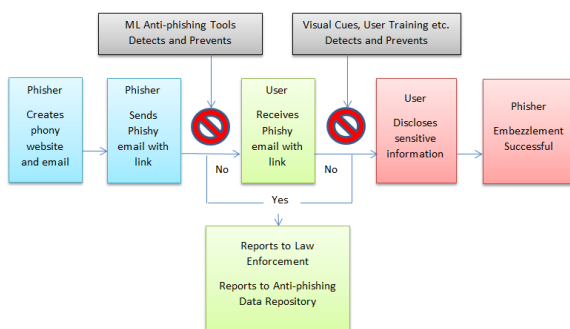 ML Anti-phishing Tools
Detects and Prevents
Visual Cues, User Training etc.
Detects and Prevents
Phisher
Creates
phony
website
and email
Phisher
Sends
Phishy
email with
link
User
Receives
Phishy
email with
link
User
Discloses
sensitive
information
Phisher
Embezzlement
Successful
No
No
Yes
Reports to Law
Enforcement
Reports to Anti-phishing
Data Repository